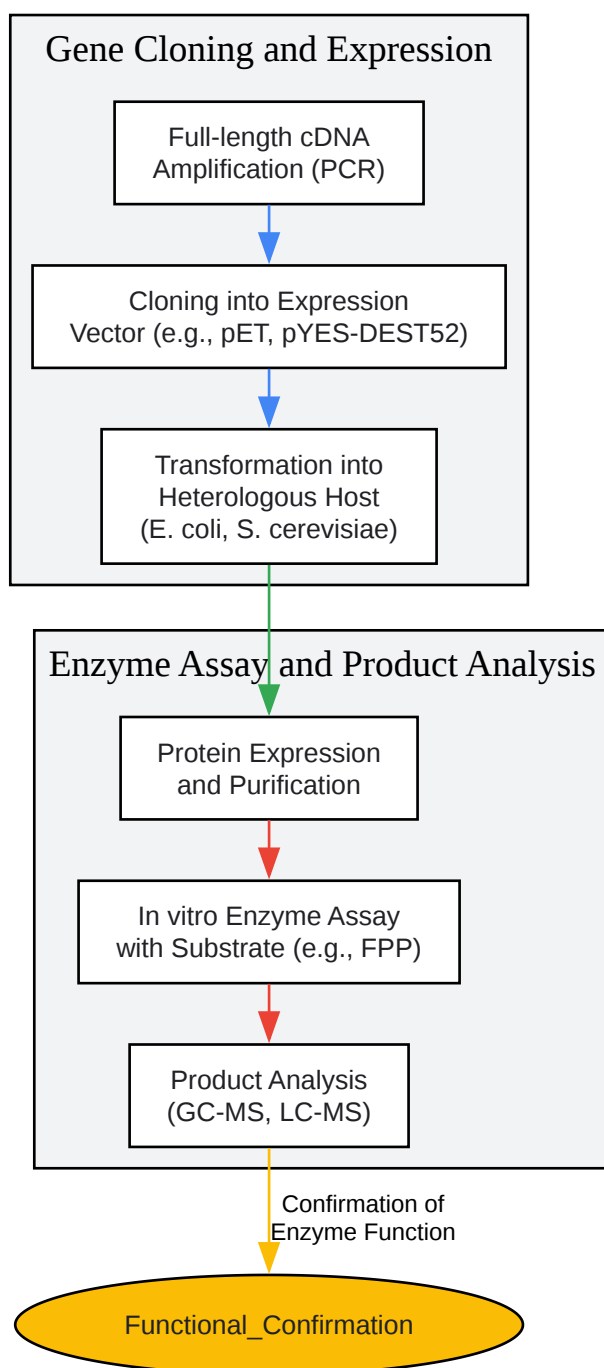 Gene Cloning and Expression
Full-length cDNA
Amplification (PCR)
Cloning into Expression
Vector (e.g., pET, pYES-DEST52)
Transformation into
Heterologous Host
(E. coli, S. cerevisiae)
Enzyme Assay and Product Analysis
Protein Expression
and Purification
In vitro Enzyme Assay
with Substrate (e.g., FPP)
Product Analysis
(GC-MS, LC-MS)
Confirmation of
Enzyme Function
Functional_Confirmation